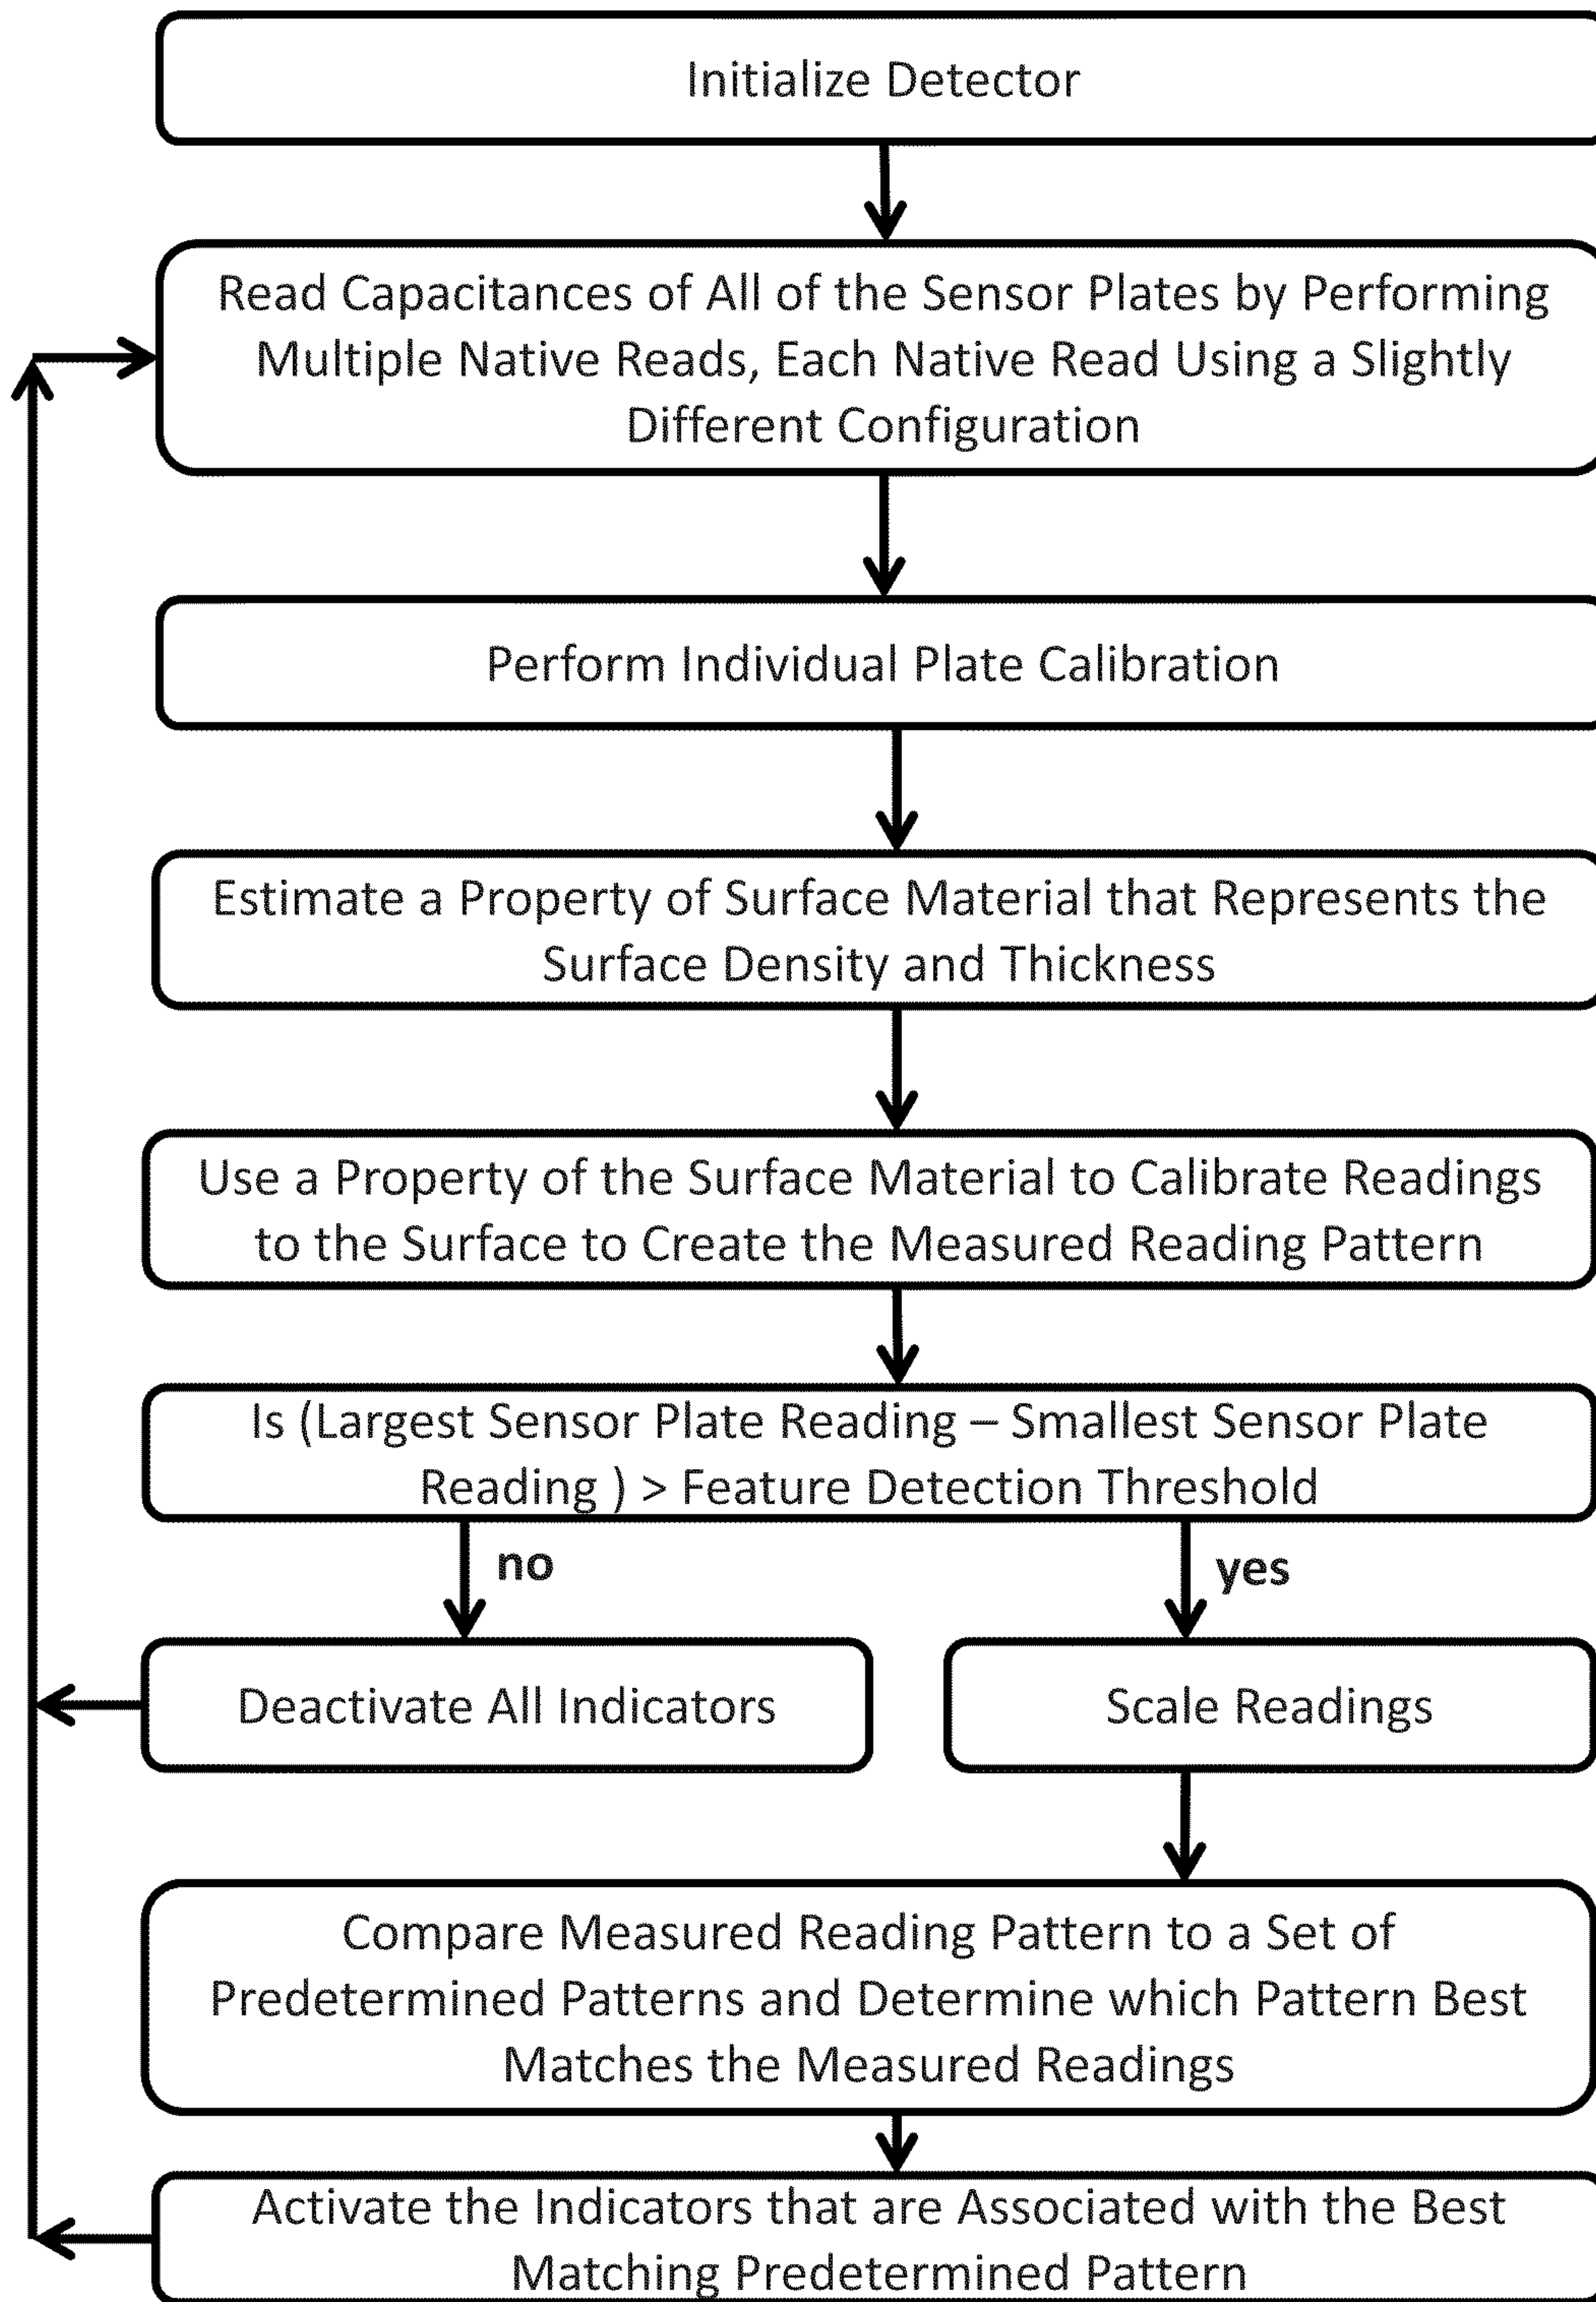 Initialize Detector
Read Capacitances of All of the Sensor Plates by Performing
Multiple Native Reads, Each Native Read Using a Slightly
Different Configuration
Perform Individual Plate Calibration
Estimate a Property of Surface Material that Represents the
Surface Density and Thickness
Use a Property of the Surface Material to Calibrate Readings
to the Surface to Create the Measured Reading Pattern
Is (Largest Sensor Plate Reading – Smallest Sensor Plate
Reading ) > Feature Detection Threshold
no
yes
Deactivate All Indicators
Scale Readings
Compare Measured Reading Pattern to a Set of
Predetermined Patterns and Determine which Pattern Best
Matches the Measured Readings
Activate the Indicators that are Associated with the Best
Matching Predetermined Pattern